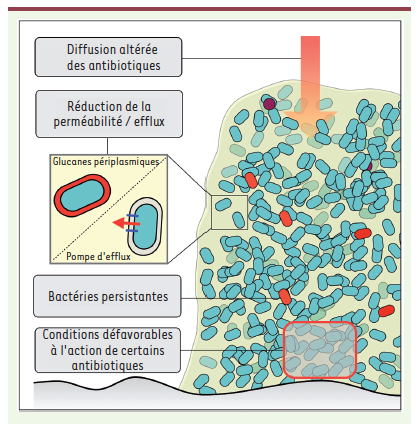 Diffusion altérée
des antibiotiques
Réduction de la
perméabilité / efflux
Glucanes périplasmiques
Pompe d'efflux
Bactéries persistantes
Conditions défavorables
à l'action de certains
antibiotiques